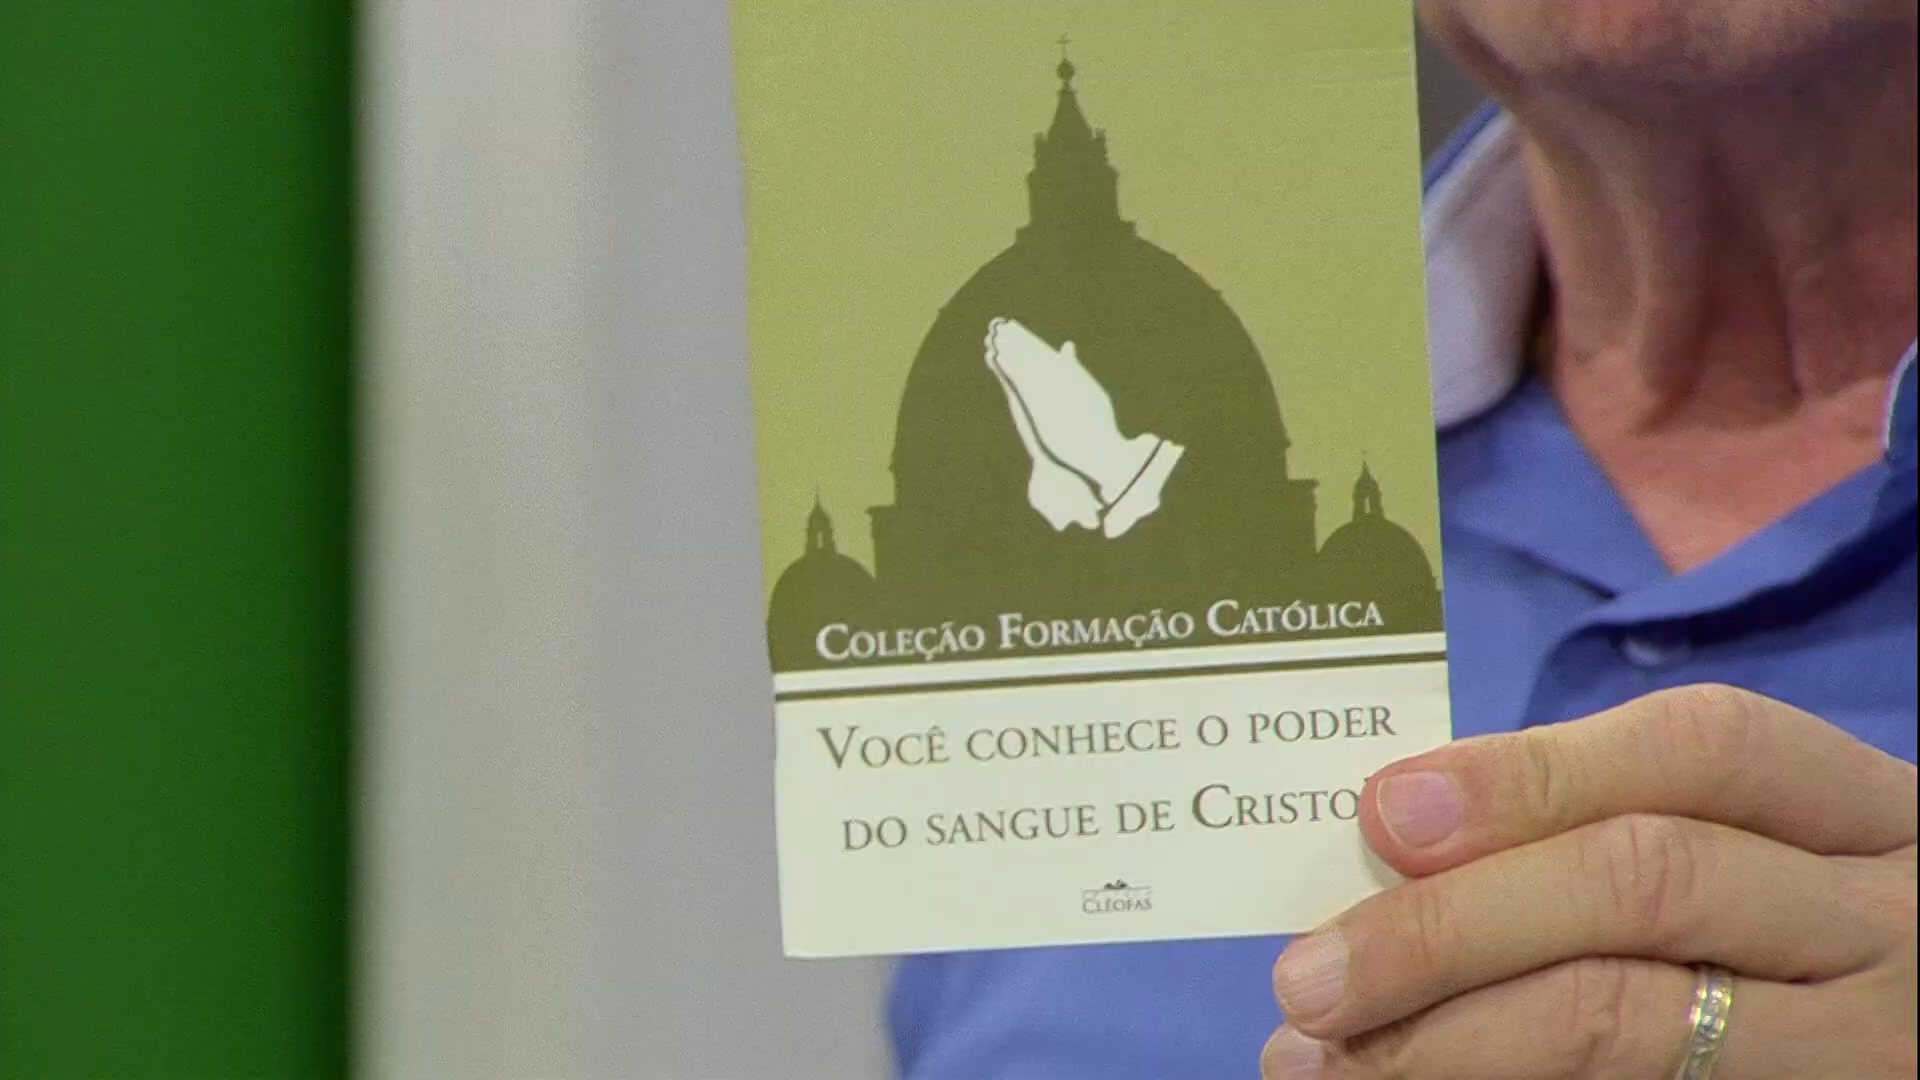 COLEÇÃO FORMAÇÃO CATÓLICA
VOCÊ CONHECE O PODER
DO SANGUE DE CRISTO
CLÉOFAS